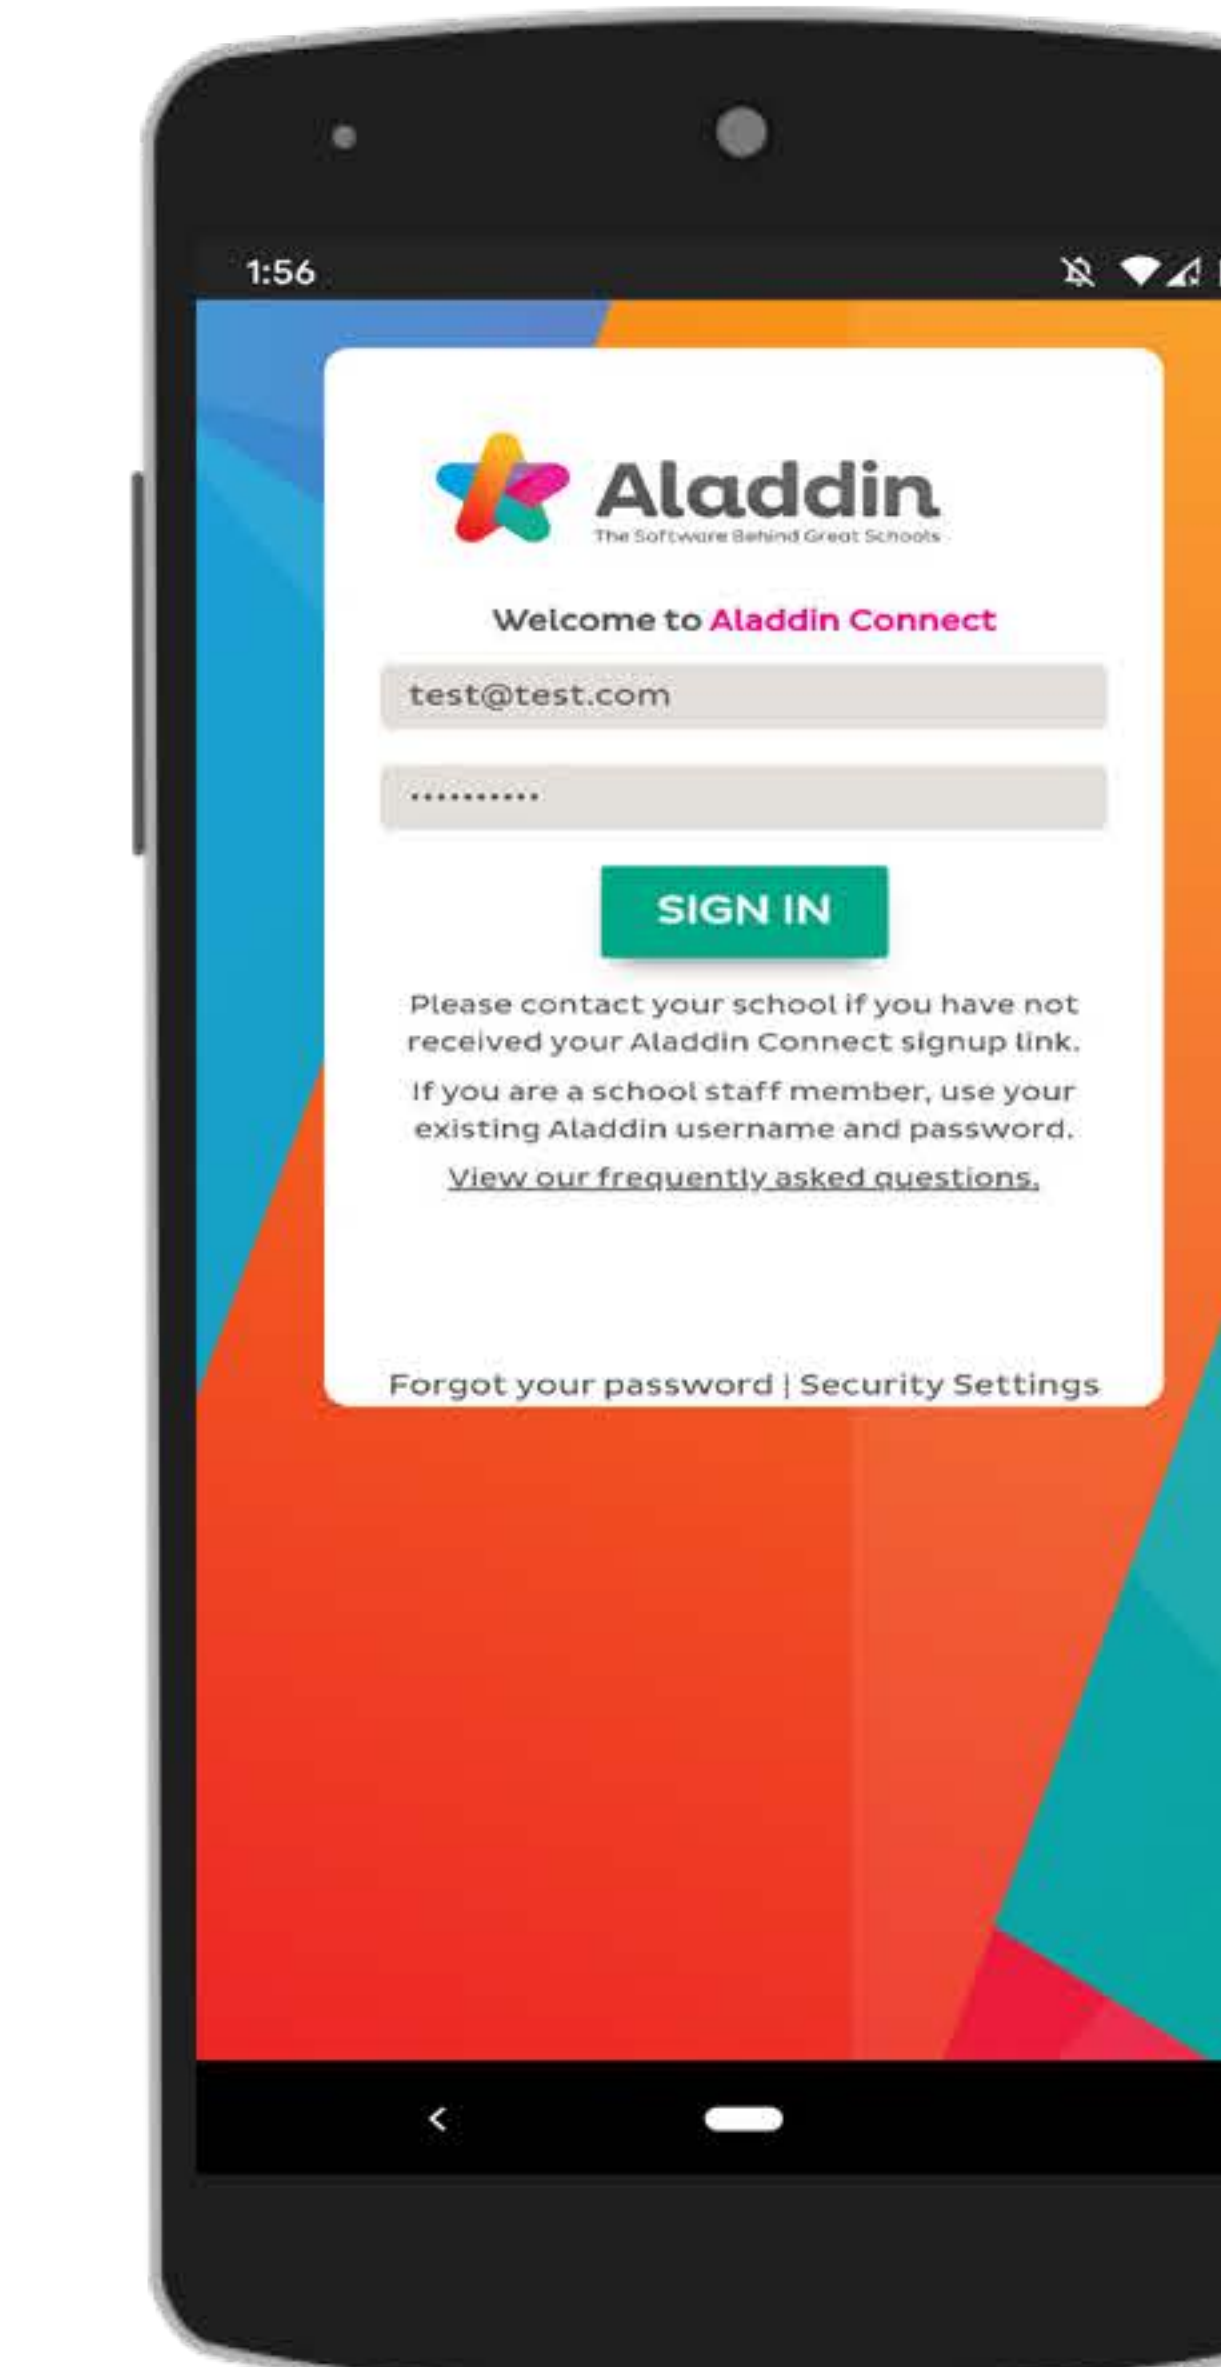 1:56
Aladdin
The Software Behind Great Schools
Welcome to Aladdin Connect
test@test.com
••••••••••
SIGN IN
Please contact your school if you have not
received your Aladdin Connect signup link.
If you are a school staff member, use your
existing Aladdin username and password.
View our frequently asked questions.
Forgot your password | Security Settings